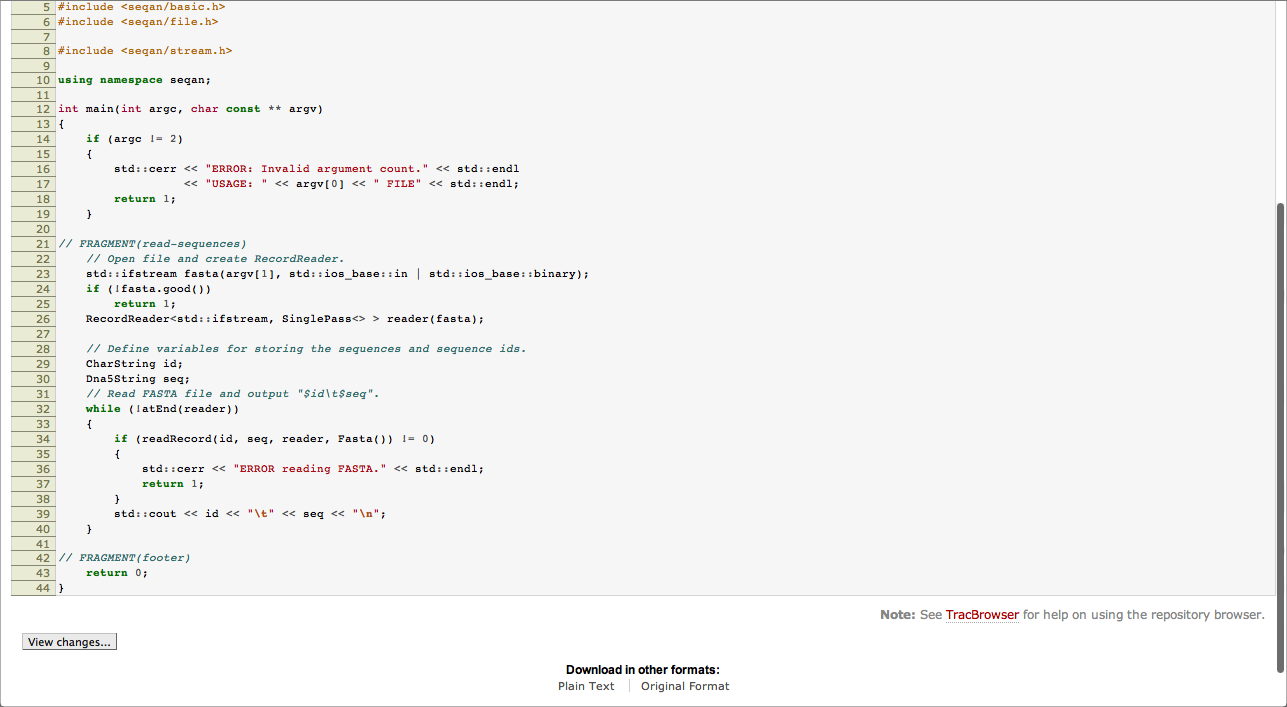 5 #include <seqan/basic.h>
6 #include <seqan/file.h>
7
8 #include <seqan/stream.h>
9
10 using namespace seqan;
11
12 int main(int argc, char const ** argv)
13 {
14     if (argc != 2)
15     {
16         std::cerr << "ERROR: Invalid argument count." << std::endl
17                   << "USAGE: " << argv[0] << " FILE" << std::endl;
18         return 1;
19     }
20
21 // FRAGMENT(read-sequences)
22     // Open file and create RecordReader.
23     std::ifstream fasta(argv[1], std::ios_base::in | std::ios_base::binary);
24     if (!fasta.good())
25         return 1;
26     RecordReader<std::ifstream, SinglePass<> > reader(fasta);
27
28     // Define variables for storing the sequences and sequence ids.
29     CharString id;
30     Dna5String seq;
31     // Read FASTA file and output "$id\t$seq".
32     while (!atEnd(reader))
33     {
34         if (readRecord(id, seq, reader, Fasta()) != 0)
35         {
36             std::cerr << "ERROR reading FASTA." << std::endl;
37             return 1;
38         }
39         std::cout << id << "\t" << seq << "\n";
40     }
41
42 // FRAGMENT(footer)
43     return 0;
44 }
Note: See TracBrowser for help on using the repository browser.
View changes...
Download in other formats:
Plain Text
Original Format